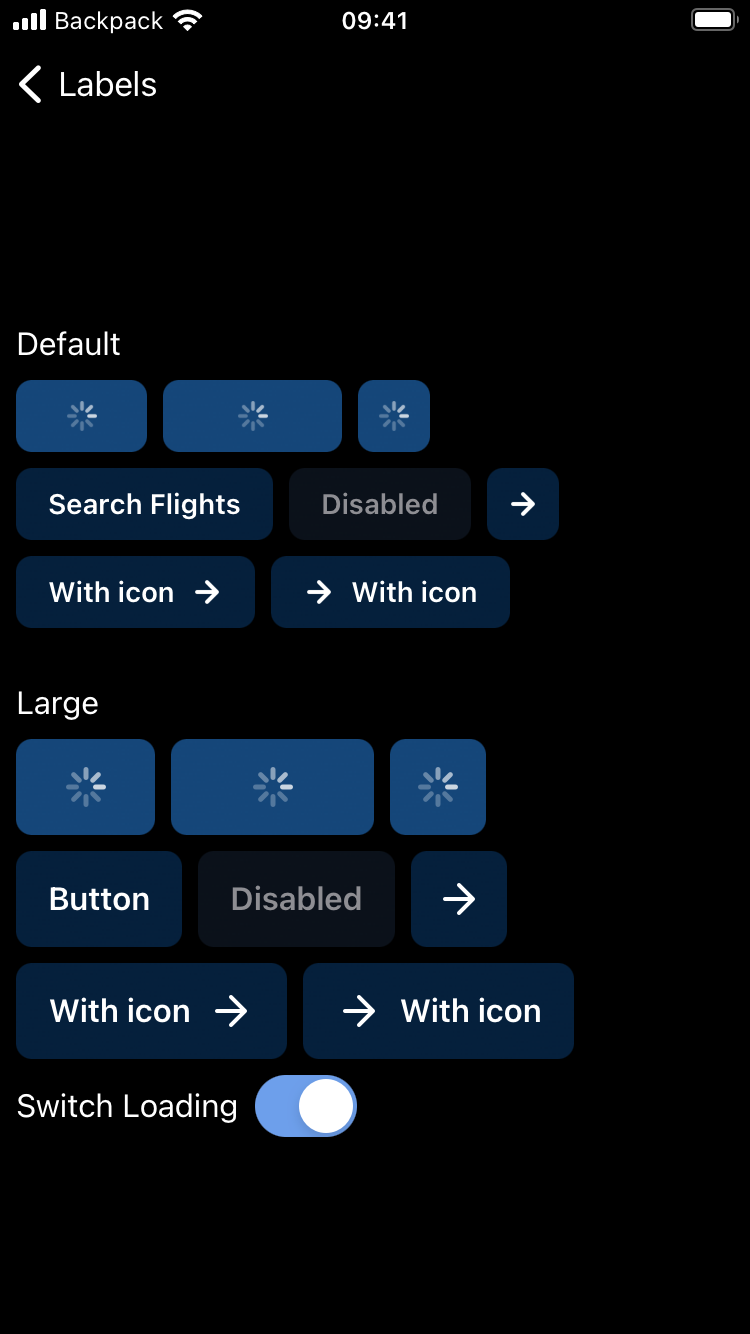 Backpack 09:41
Labels
Default
Search Flights Disabled
With icon With icon
Large
Button Disabled
With icon With icon
Switch Loading